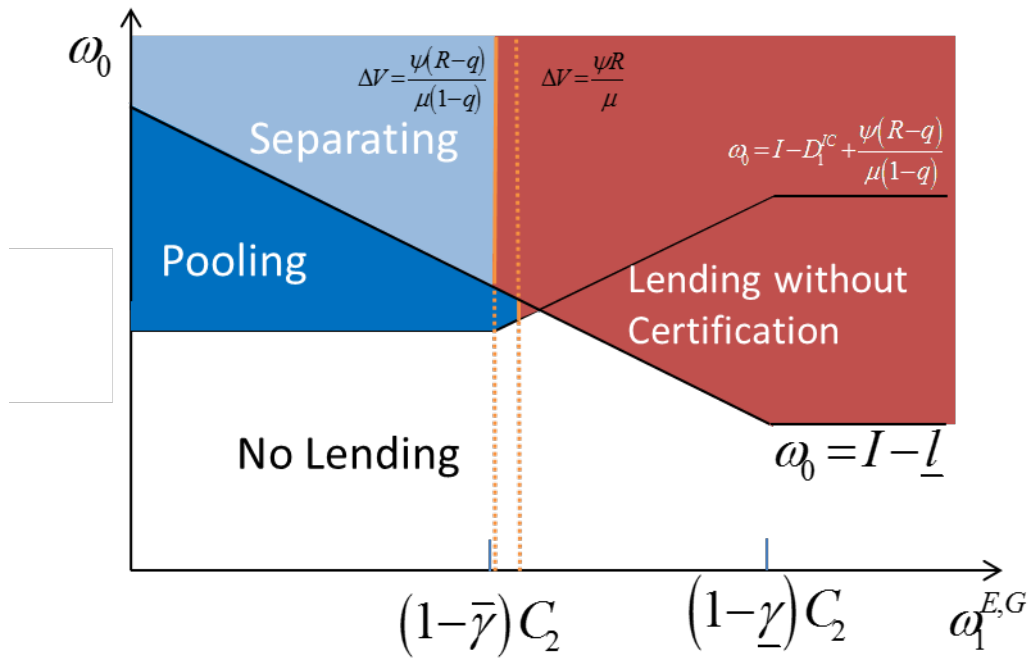 ω₀
ΔV = ψ(R−q) / μ(1−q)
ΔV = ψR / μ
Separating
ω₀ = I − D₁^{IC} + ψ(R−q) / μ(1−q)
Pooling
Lending without
Certification
No Lending
ω₀ = I − l̲
(1−γ̄)C₂
(1−γ̲)C₂
ω₁^{E,G}